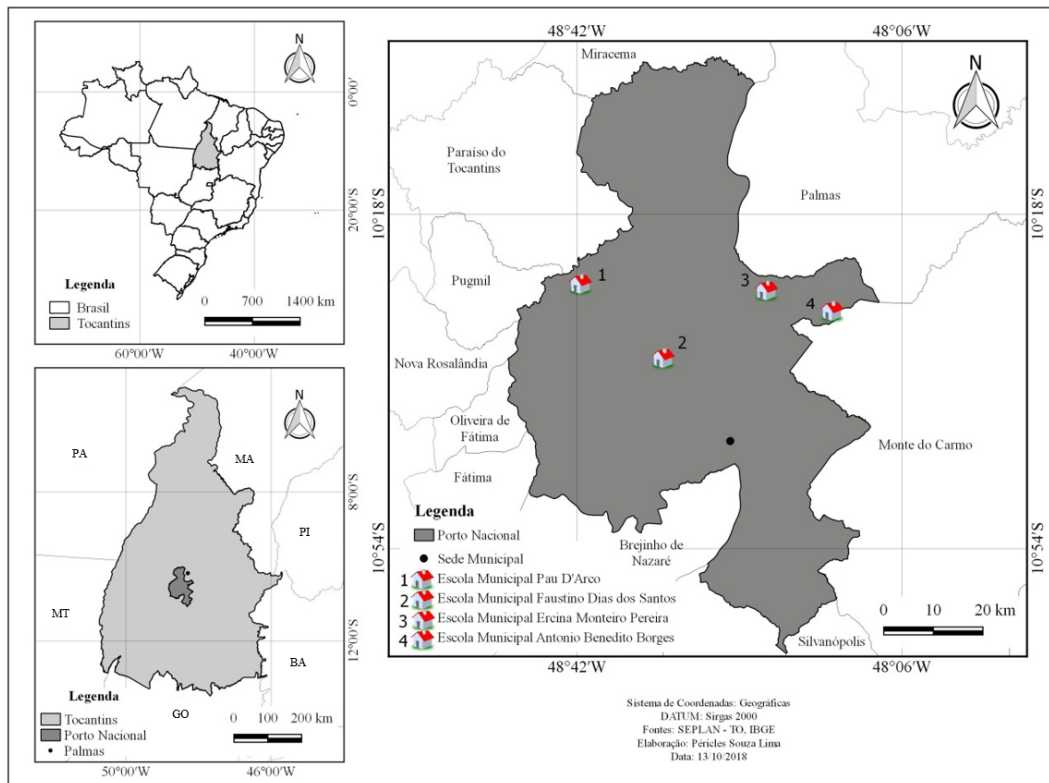 N
0°00'
20°00'S
Legenda
Brasil
Tocantins
0 700 1400 km
60°00'W 40°00'W
N
PA
MA
8°00'S
PI
MT
12°00'S
BA
Legenda
Tocantins
Porto Nacional
Palmas
GO
0 100 200 km
50°00'W 46°00'W
48°42'W 48°06'W
Miracema
N
Paraíso do
Tocantins
Palmas
10°18'S 10°18'S
Pugmil
1
3
4
2
Nova Rosalândia
Oliveira de
Fátima
Monte do Carmo
Fátima
Legenda
Porto Nacional
Sede Municipal
1 Escola Municipal Pau D'Arco
2 Escola Municipal Faustino Dias dos Santos
3 Escola Municipal Ercina Monteiro Pereira
4 Escola Municipal Antonio Benedito Borges
Brejinho de
Nazaré
10°54'S 10°54'S
0 10 20 km
Silvanópolis
48°42'W 48°06'W
Sistema de Coordenadas: Geográficas
DATUM: Sirgas 2000
Fontes: SEPLAN - TO, IBGE
Elaboração: Péricles Souza Lima
Data: 13/10/2018